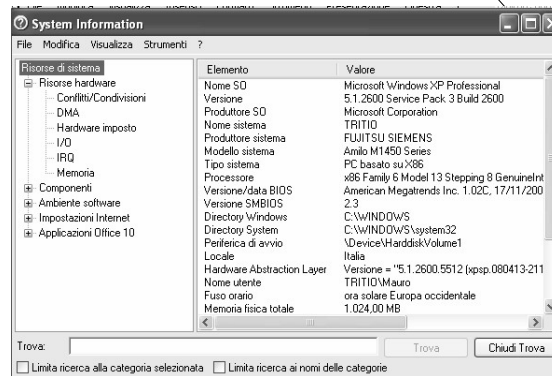 System Information
File Modifica Visualizza Strumenti ?
Risorse di sistema
Risorse hardware
Conflitti/Condivisioni
DMA
Hardware imposto
I/O
IRQ
Memoria
Componenti
Ambiente software
Impostazioni Internet
Applicazioni Office 10
Elemento Valore
Nome SO Microsoft Windows XP Professional
Versione 5.1.2600 Service Pack 3 Build 2600
Produttore SO Microsoft Corporation
Nome sistema TRITIO
Produttore sistema FUJITSU SIEMENS
Modello sistema Amilo M1450 Series
Tipo sistema PC basato su X86
Processore x86 Family 6 Model 13 Stepping 8 GenuineInt
Versione/data BIOS American Megatrends Inc. 1.02C, 17/11/200
Versione SMBIOS 2.3
Directory Windows C:\WINDOWS
Directory System C:\WINDOWS\system32
Periferica di avvio \Device\HarddiskVolume1
Locale Italia
Hardware Abstraction Layer Versione = "5.1.2600.5512 (xpsp.080413-211
Nome utente TRITIO\Mauro
Fuso orario ora solare Europa occidentale
Memoria fisica totale 1.024,00 MB
Trova: Trova Chiudi Trova
Limita ricerca alla categoria selezionata Limita ricerca ai nomi delle categorie